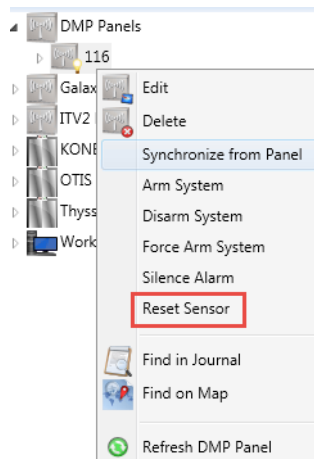 DMP Panels
116
Galax
Edit
ITV2
Delete
KONE
Synchronize from Panel
OTIS
Arm System
Thyss
Disarm System
Work
Force Arm System
Silence Alarm
Reset Sensor
Find in Journal
Find on Map
Refresh DMP Panel